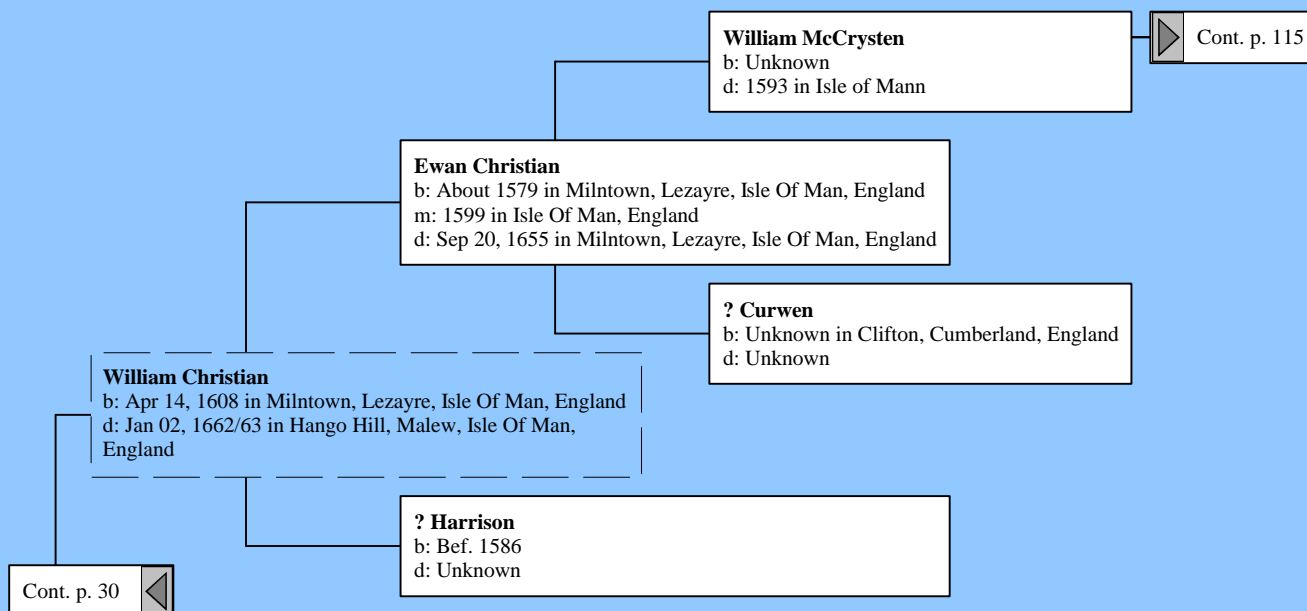 William McCrysten
b: Unknown
d: 1593 in Isle of Mann
Cont. p. 115
Ewan Christian
b: About 1579 in Milntown, Lezayre, Isle Of Man, England
m: 1599 in Isle Of Man, England
d: Sep 20, 1655 in Milntown, Lezayre, Isle Of Man, England
? Curwen
b: Unknown in Clifton, Cumberland, England
d: Unknown
William Christian
b: Apr 14, 1608 in Milntown, Lezayre, Isle Of Man, England
d: Jan 02, 1662/63 in Hango Hill, Malew, Isle Of Man,
England
? Harrison
b: Bef. 1586
d: Unknown
Cont. p. 30